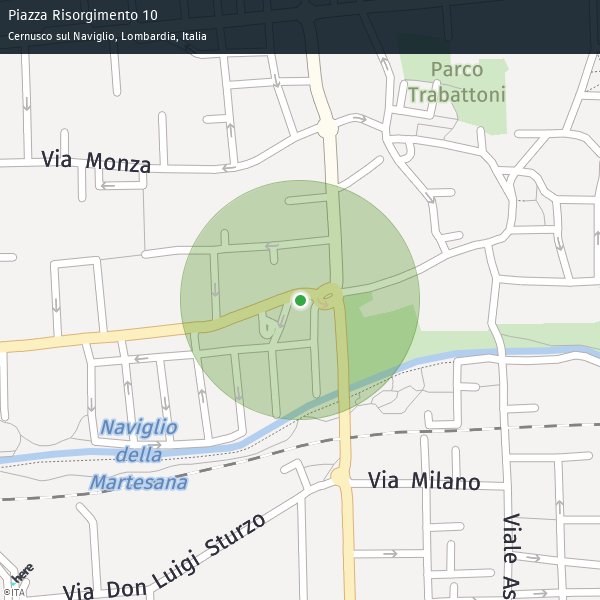 Piazza Risorgimento 10
Cernusco sul Naviglio, Lombardia, Italia
Parco
Trabattoni
Via Monza
Naviglio
della
Martesana
Via Milano
Via Don Luigi Sturzo
Viale As
here
©ITA